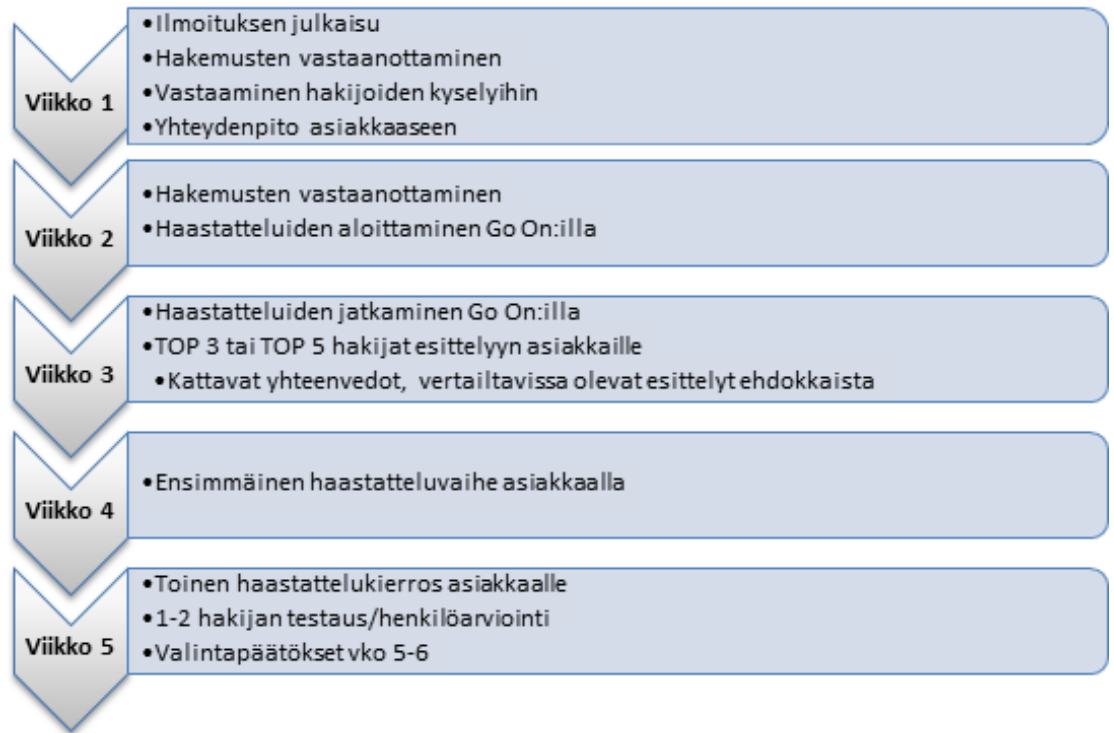 Viikko 1
•Ilmoituksen julkaisu
•Hakemusten vastaanottaminen
•Vastaaminen hakijoiden kyselyihin
•Yhteydenpito asiakkaaseen
Viikko 2
•Hakemusten vastaanottaminen
•Haastatteluiden aloittaminen Go On:illa
Viikko 3
•Haastatteluiden jatkaminen Go On:illa
•TOP 3 tai TOP 5 hakijat esittelyyn asiakkaille
•Kattavat yhteenvedot, vertailtavissa olevat esittelyt ehdokkaista
Viikko 4
•Ensimmäinen haastatteluvaihe asiakkaalla
Viikko 5
•Toinen haastattelukierros asiakkaalle
•1-2 hakijan testaus/henkilöarviointi
•Valintapäätökset vko 5-6